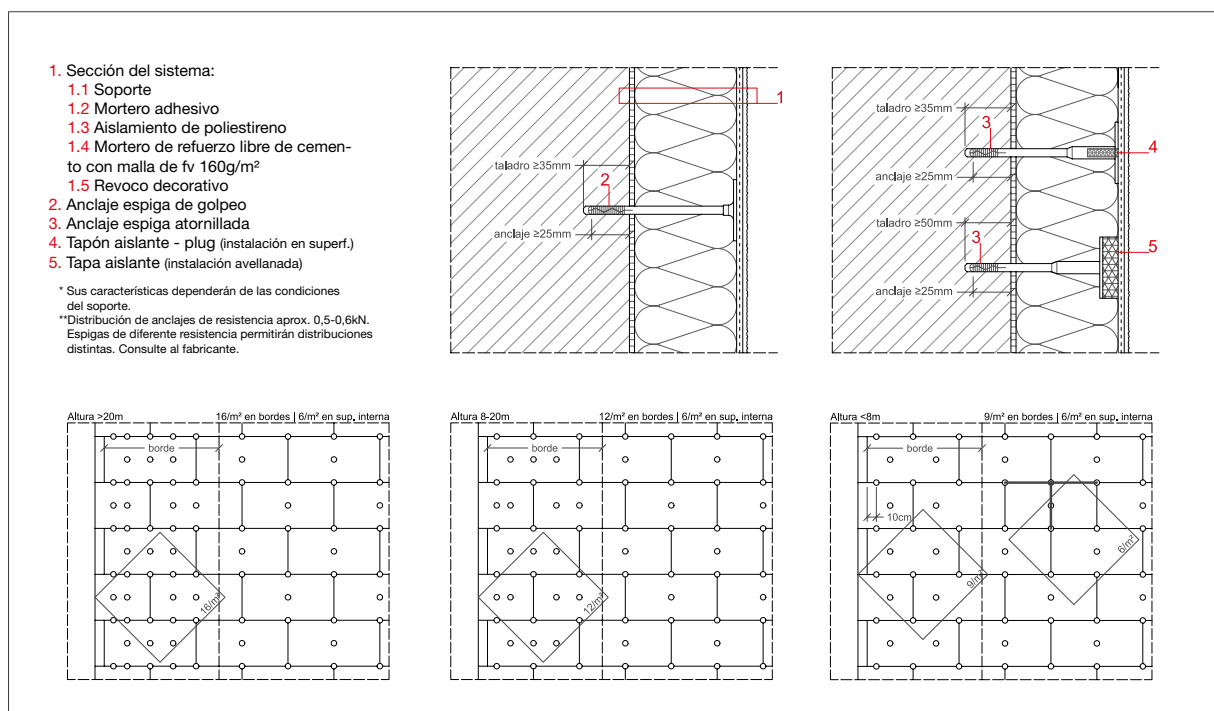 1. Sección del sistema:
1.1 Soporte
1.2 Mortero adhesivo
1.3 Aislamiento de poliestireno
1.4 Mortero de refuerzo libre de cemen-
to con malla de fv 160g/m²
1.5 Revoco decorativo
2. Anclaje espiga de golpeo
3. Anclaje espiga atornillada
4. Tapón aislante - plug (instalación en superf.)
5. Tapa aislante (instalación avellanada)
* Sus características dependerán de las condiciones
del soporte.
**Distribución de anclajes de resistencia aprox. 0,5-0,6kN.
Espigas de diferente resistencia permitirán distribuciones
distintas. Consulte al fabricante.
1
taladro ≥35mm
2
anclaje ≥25mm
taladro ≥35mm
3
4
anclaje ≥25mm
taladro ≥50mm
3
5
anclaje ≥25mm
Altura >20m 16/m² en bordes | 6/m² en sup. interna
borde
16/m²
Altura 8-20m 12/m² en bordes | 6/m² en sup. interna
borde
12/m²
Altura <8m 9/m² en bordes | 6/m² en sup. interna
borde
10cm
6/m²
9/m²